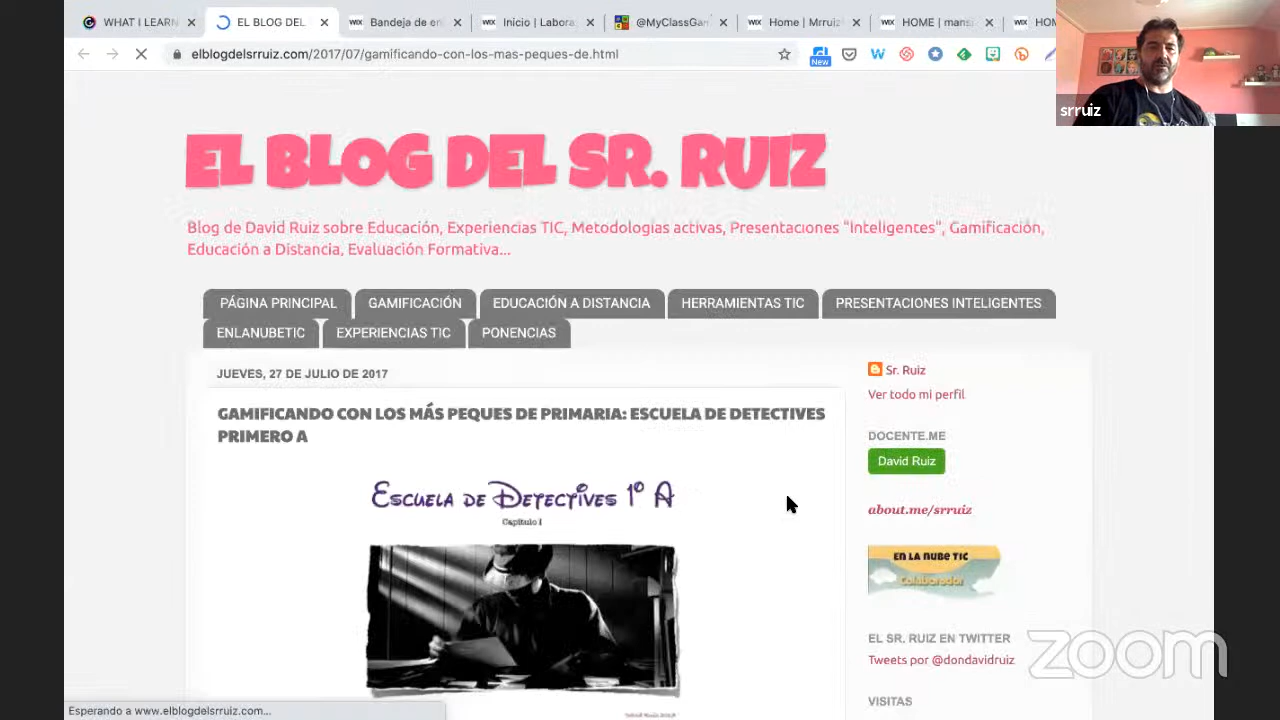 WHAT I LEARN
EL BLOG DEL
Bandeja de en
Inicio | Labora
@MyClassGam
Home | Mrruiz
HOME | mansi
HOM
elblogdelsrruiz.com/2017/07/gamificando-con-los-mas-peques-de.html
New
srruiz
EL BLOG DEL SR. RUIZ
Blog de David Ruiz sobre Educación, Experiencias TIC, Metodologías activas, Presentaciones "Inteligentes", Gamificación,
Educación a Distancia, Evaluación Formativa...
PÁGINA PRINCIPAL
GAMIFICACIÓN
EDUCACIÓN A DISTANCIA
HERRAMIENTAS TIC
PRESENTACIONES INTELIGENTES
ENLANUBETIC
EXPERIENCIAS TIC
PONENCIAS
JUEVES, 27 DE JULIO DE 2017
GAMIFICANDO CON LOS MÁS PEQUES DE PRIMARIA: ESCUELA DE DETECTIVES
PRIMERO A
Escuela de Detectives 1º A
Capítulo I
Sr. Ruiz
Ver todo mi perfil
DOCENTE.ME
David Ruiz
about.me/srruiz
EN LA NUBE TIC
Colaborador
EL SR. RUIZ EN TWITTER
Tweets por @dondavidruiz
VISITAS
zoom
Esperando a www.elblogdelsrruiz.com...